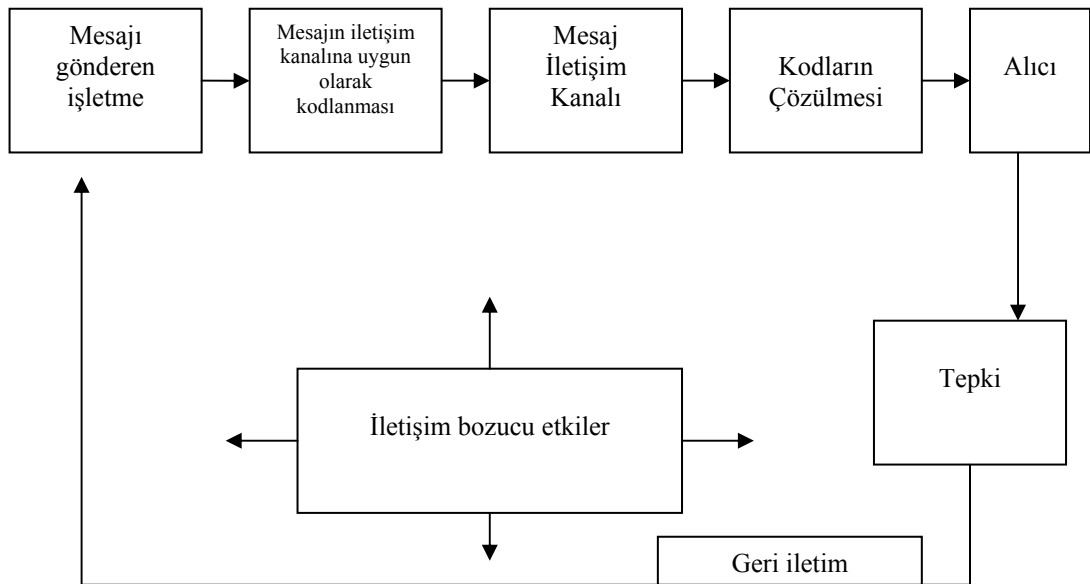 Mesajı
gönderen
işletme
Mesajın iletişim
kanalına uygun
olarak
kodlanması
Mesaj
İletişim
Kanalı
Kodların
Çözülmesi
Alıcı
Tepki
İletişim bozucu etkiler
Geri iletim